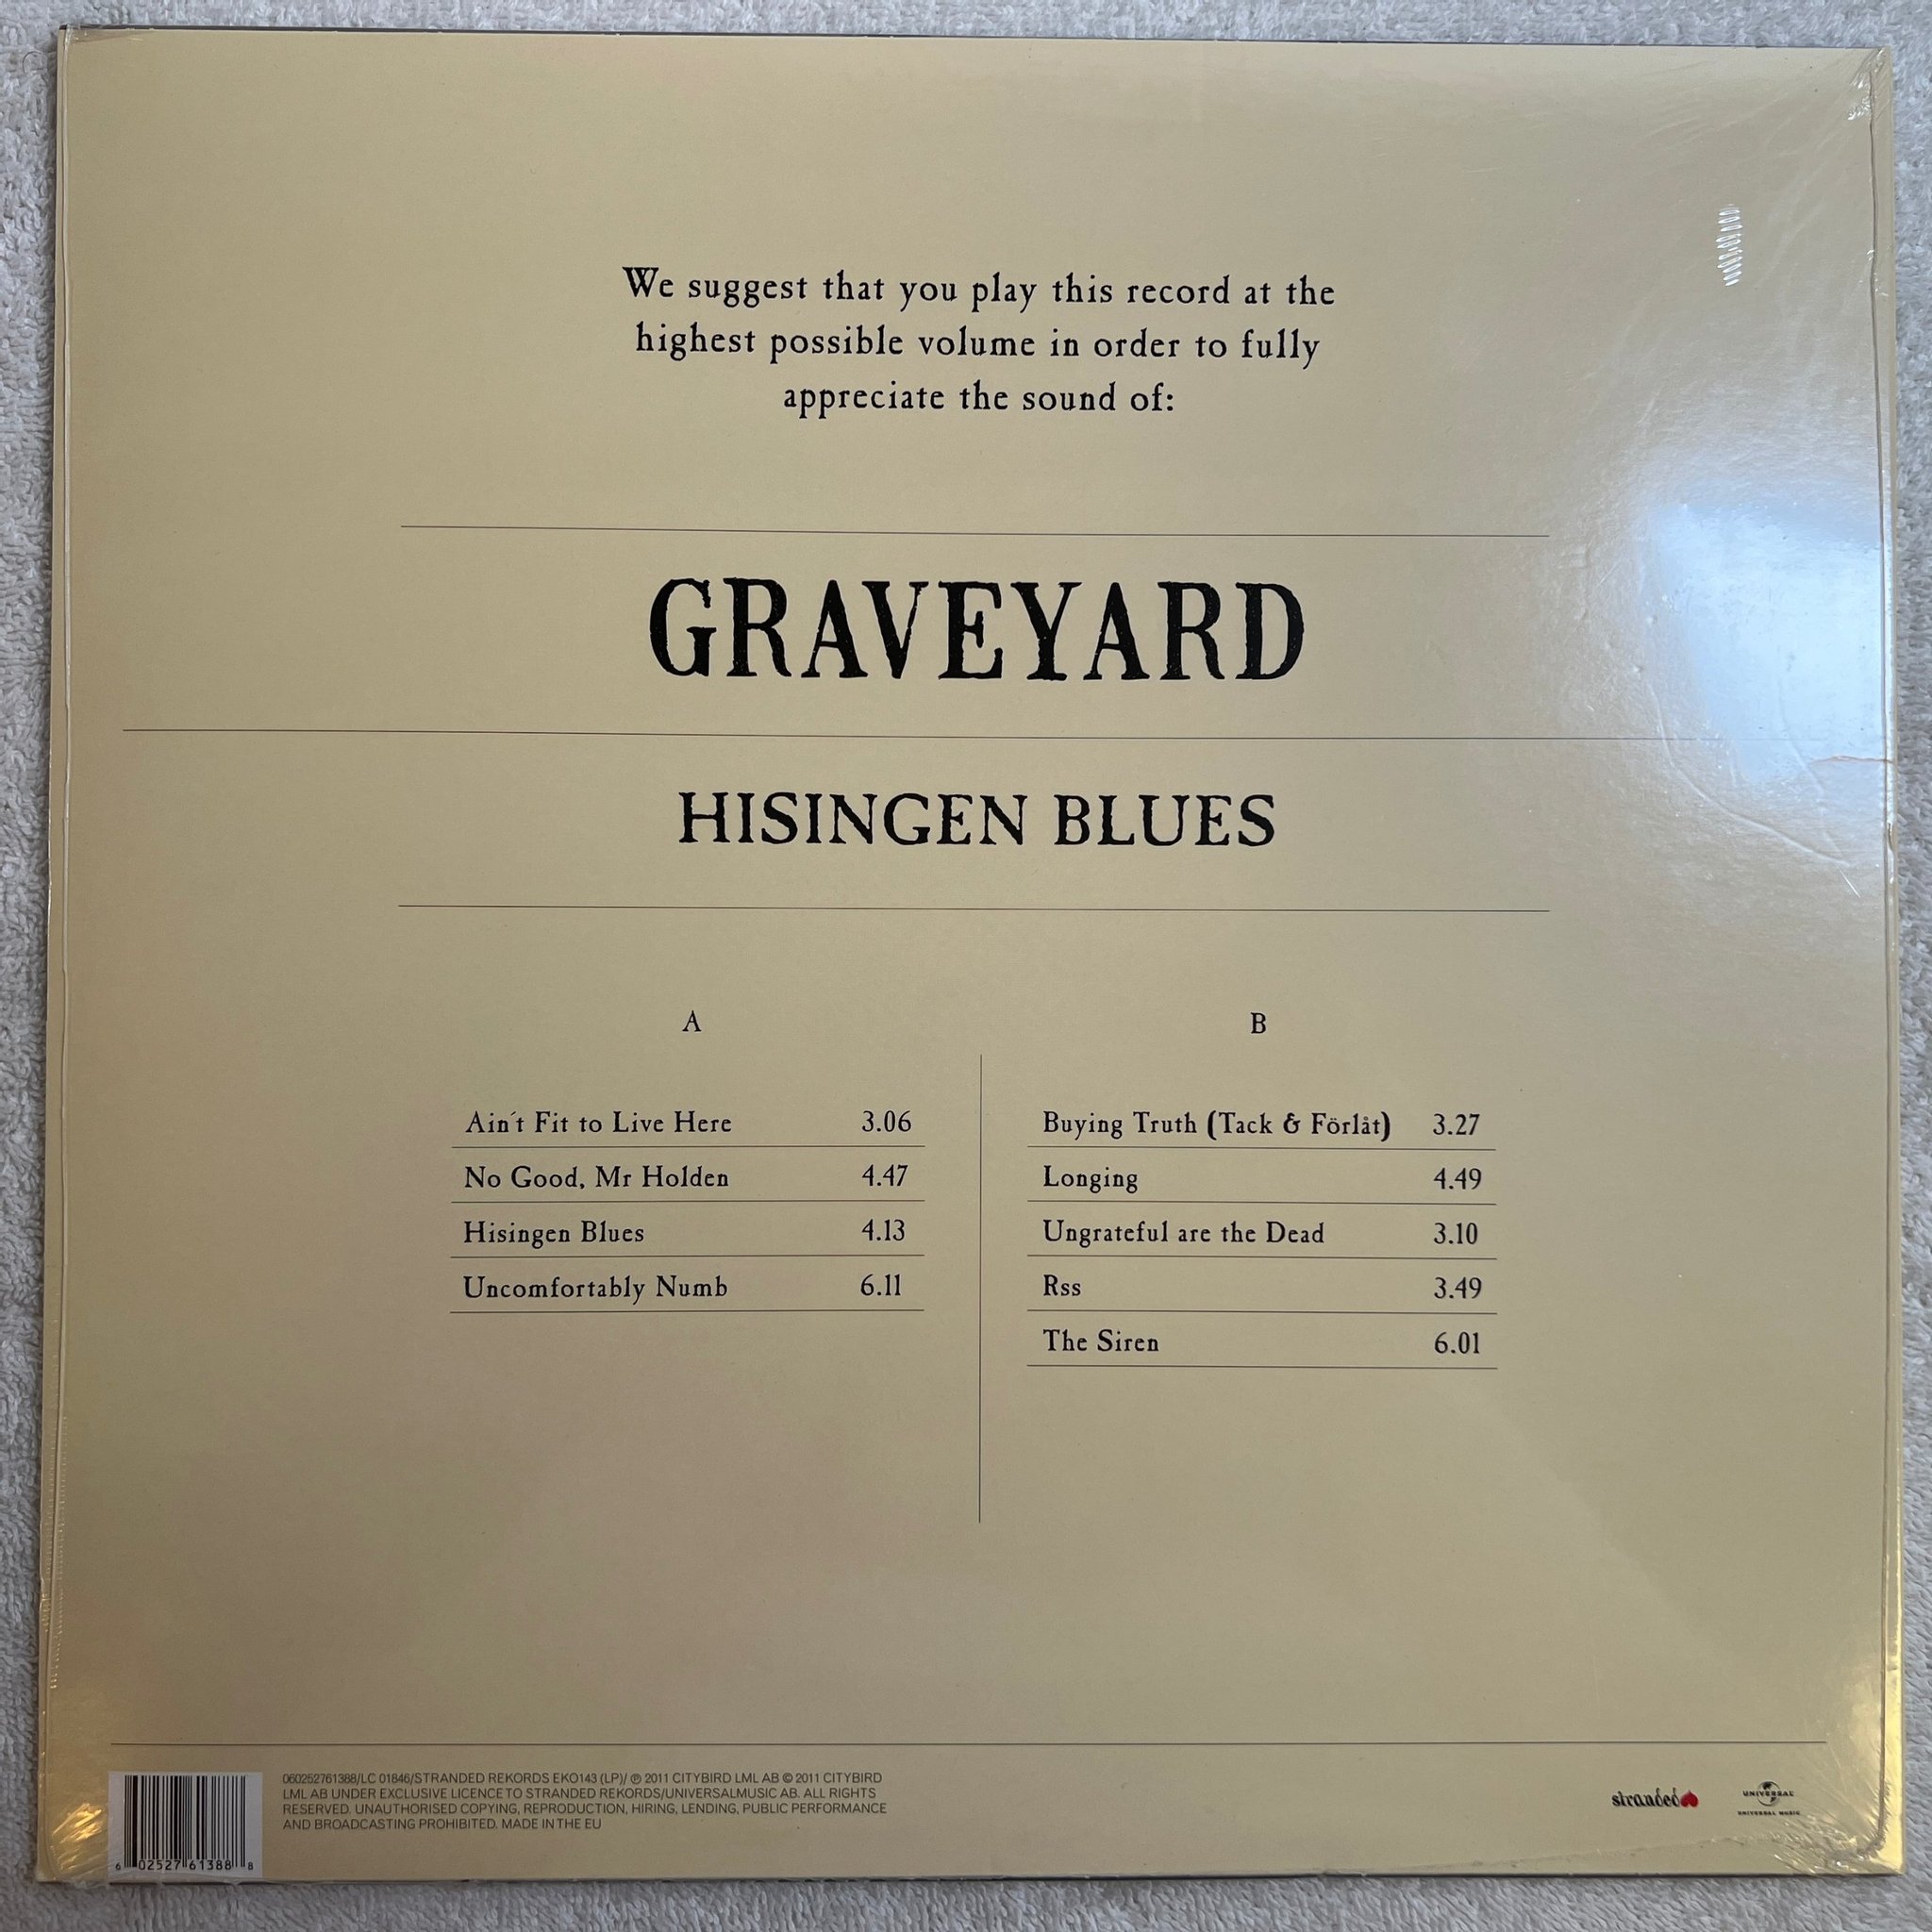 We suggest that you play this record at the
highest possible volume in order to fully
appreciate the sound of:
GRAVEYARD
HISINGEN BLUES
A
Ain´t Fit to Live Here 3.06
No Good, Mr Holden 4.47
Hisingen Blues 4.13
Uncomfortably Numb 6.11
B
Buying Truth (Tack & Förlåt) 3.27
Longing 4.49
Ungrateful are the Dead 3.10
Rss 3.49
The Siren 6.01
6 02527 61388 8
060252761388/LC 01846/STRANDED REKORDS EKO143 (LP)/ ℗ 2011 CITYBIRD LML AB © 2011 CITYBIRD
LML AB UNDER EXCLUSIVE LICENCE TO STRANDED REKORDS/UNIVERSALMUSIC AB. ALL RIGHTS
RESERVED. UNAUTHORISED COPYING, REPRODUCTION, HIRING, LENDING, PUBLIC PERFORMANCE
AND BROADCASTING PROHIBITED. MADE IN THE EU
stranded
UNIVERSAL
UNIVERSAL MUSIC